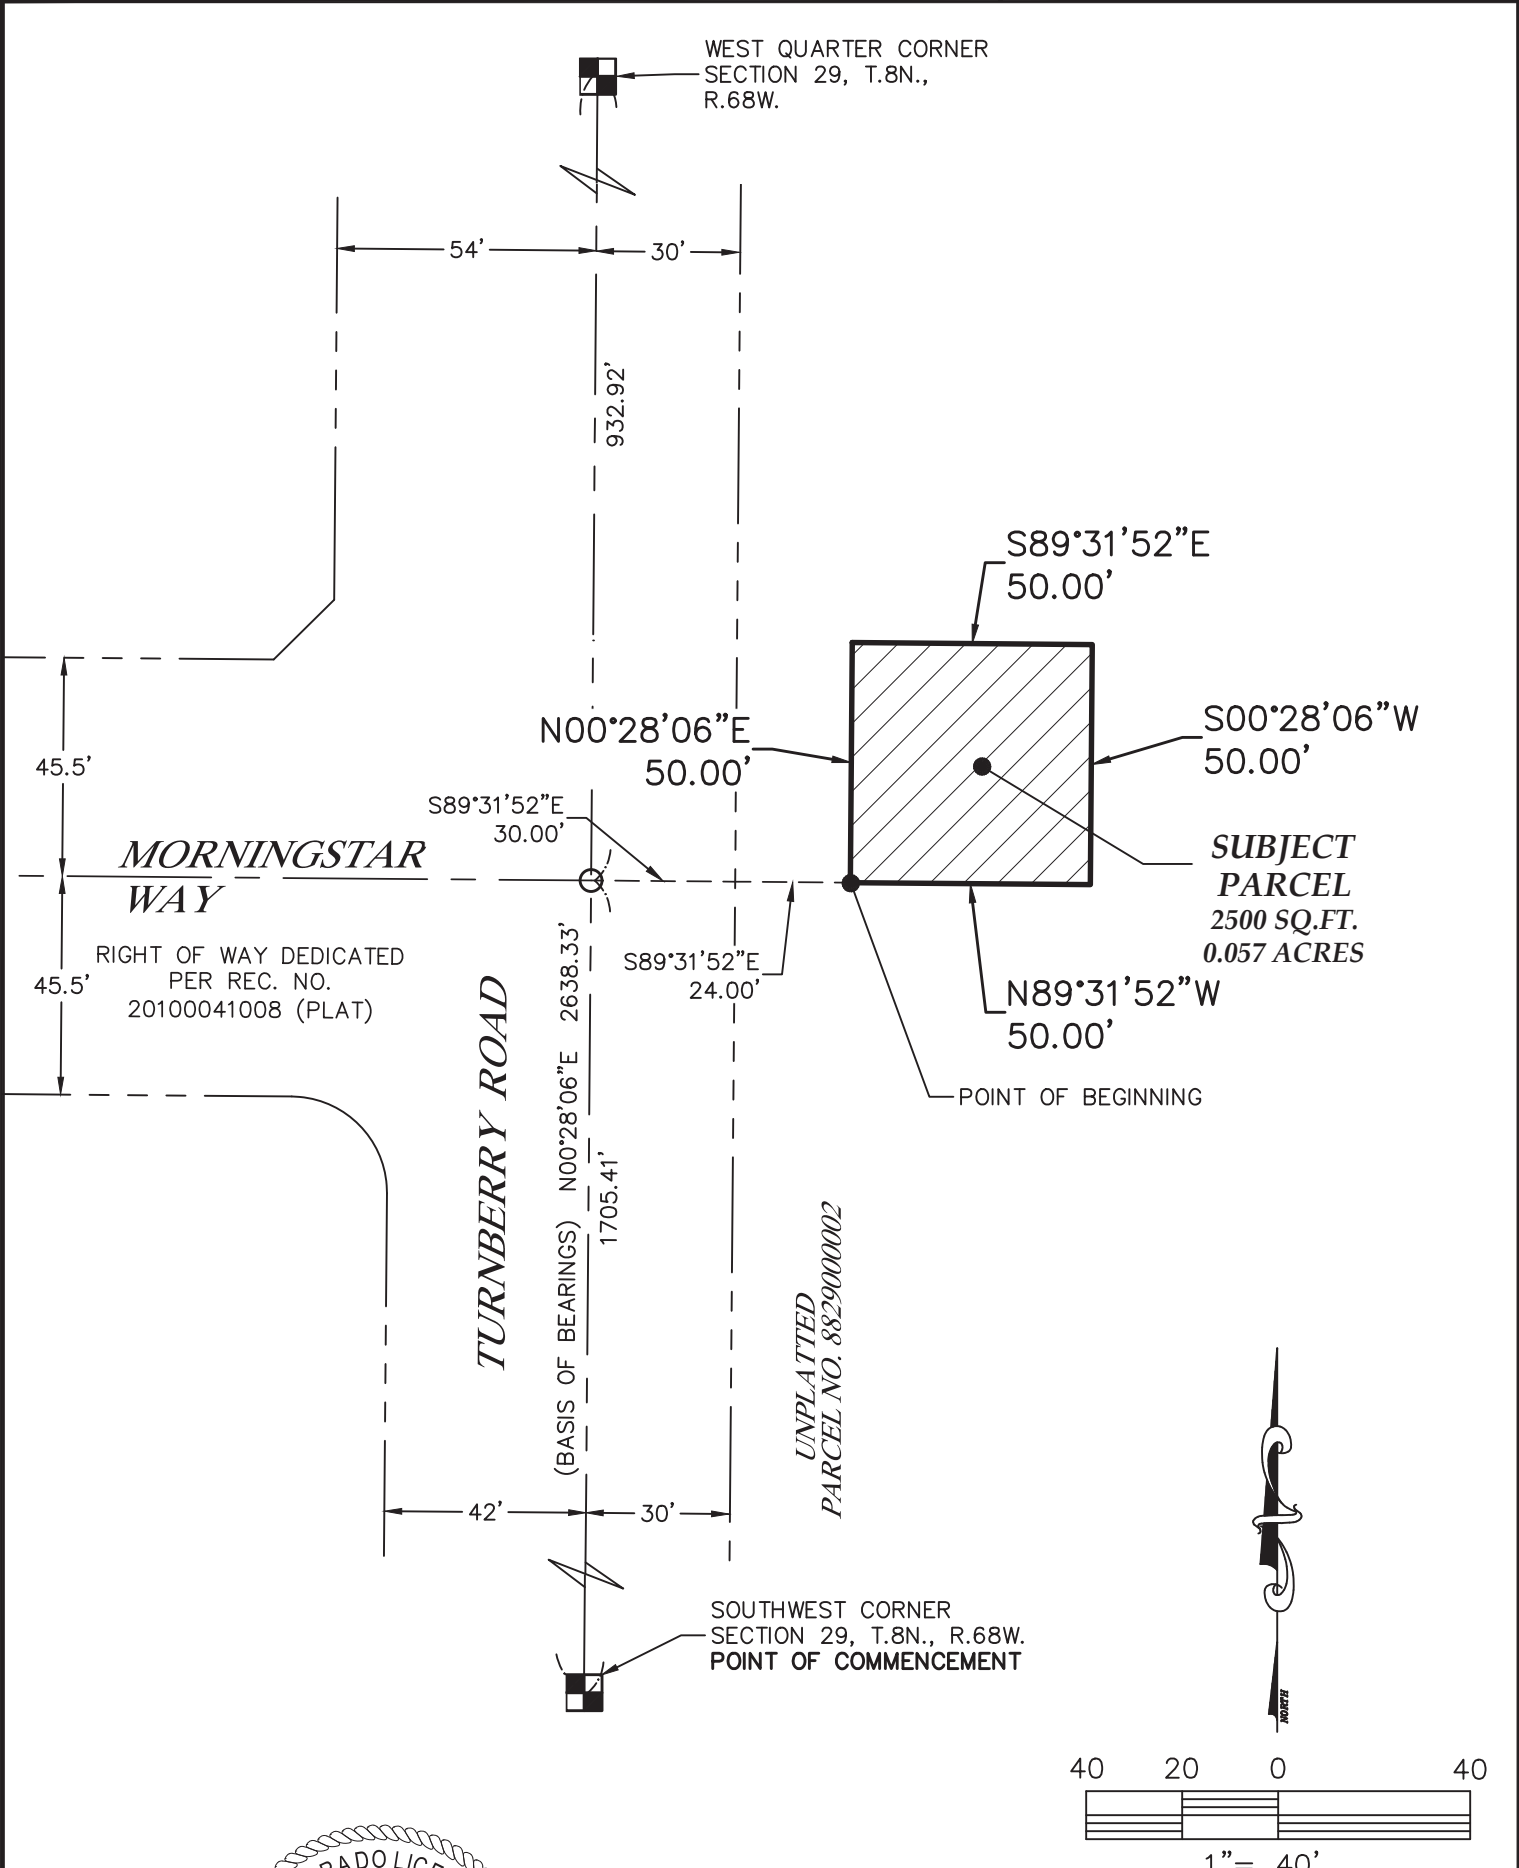 WEST QUARTER CORNER
SECTION 29, T.8N.,
R.68W.
54'
30'
932.92'
S89°31'52"E
50.00'
N00°28'06"E
50.00'
S00°28'06"W
50.00'
45.5'
S89°31'52"E
30.00'
MORNINGSTAR
WAY
SUBJECT
PARCEL
2500 SQ.FT.
0.057 ACRES
RIGHT OF WAY DEDICATED
PER REC. NO.
20100041008 (PLAT)
45.5'
S89°31'52"E
24.00'
N89°31'52"W
50.00'
POINT OF BEGINNING
TURNBERRY ROAD
(BASIS OF BEARINGS) N00°28'06"E 2638.33'
1705.41'
UNPLATTED
PARCEL NO. 8829000002
42'
30'
SOUTHWEST CORNER
SECTION 29, T.8N., R.68W.
POINT OF COMMENCEMENT
NORTH
40 20 0 40
1"= 40'